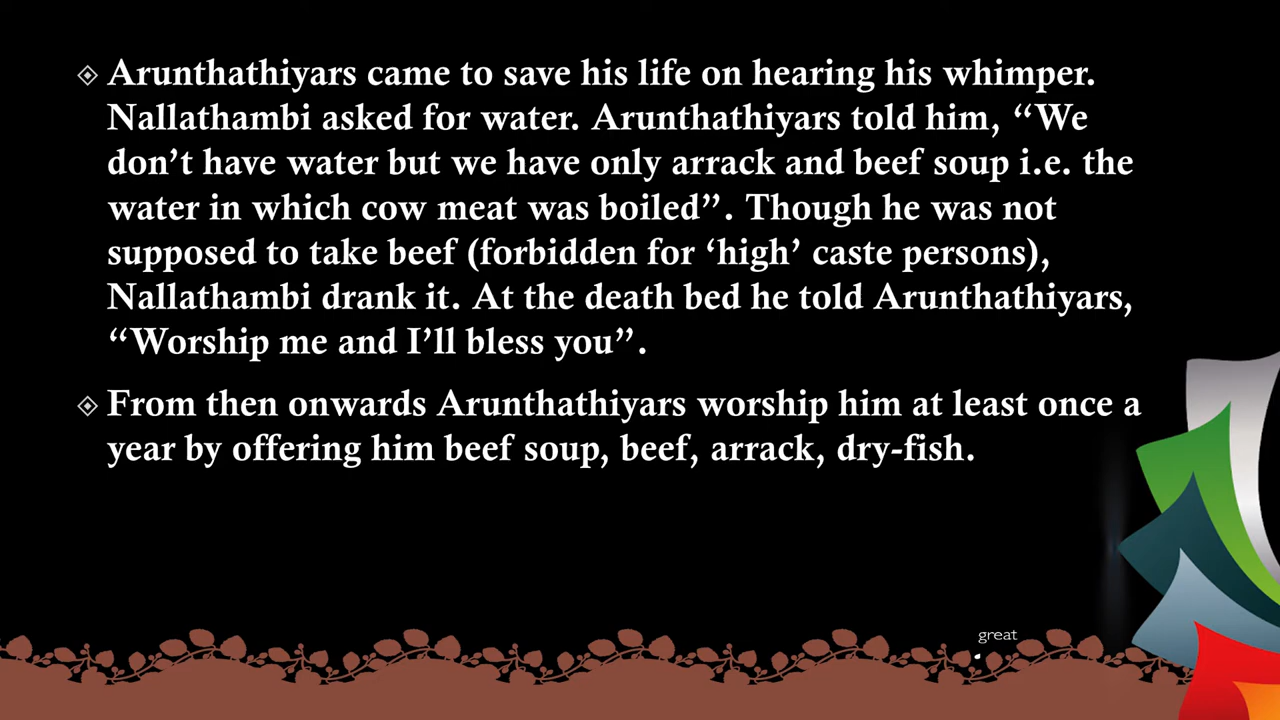 Arunthathiyars came to save his life on hearing his whimper.
Nallathambi asked for water. Arunthathiyars told him, “We
don’t have water but we have only arrack and beef soup i.e. the
water in which cow meat was boiled”. Though he was not
supposed to take beef (forbidden for ‘high’ caste persons),
Nallathambi drank it. At the death bed he told Arunthathiyars,
“Worship me and I’ll bless you”.
From then onwards Arunthathiyars worship him at least once a
year by offering him beef soup, beef, arrack, dry-fish.
great